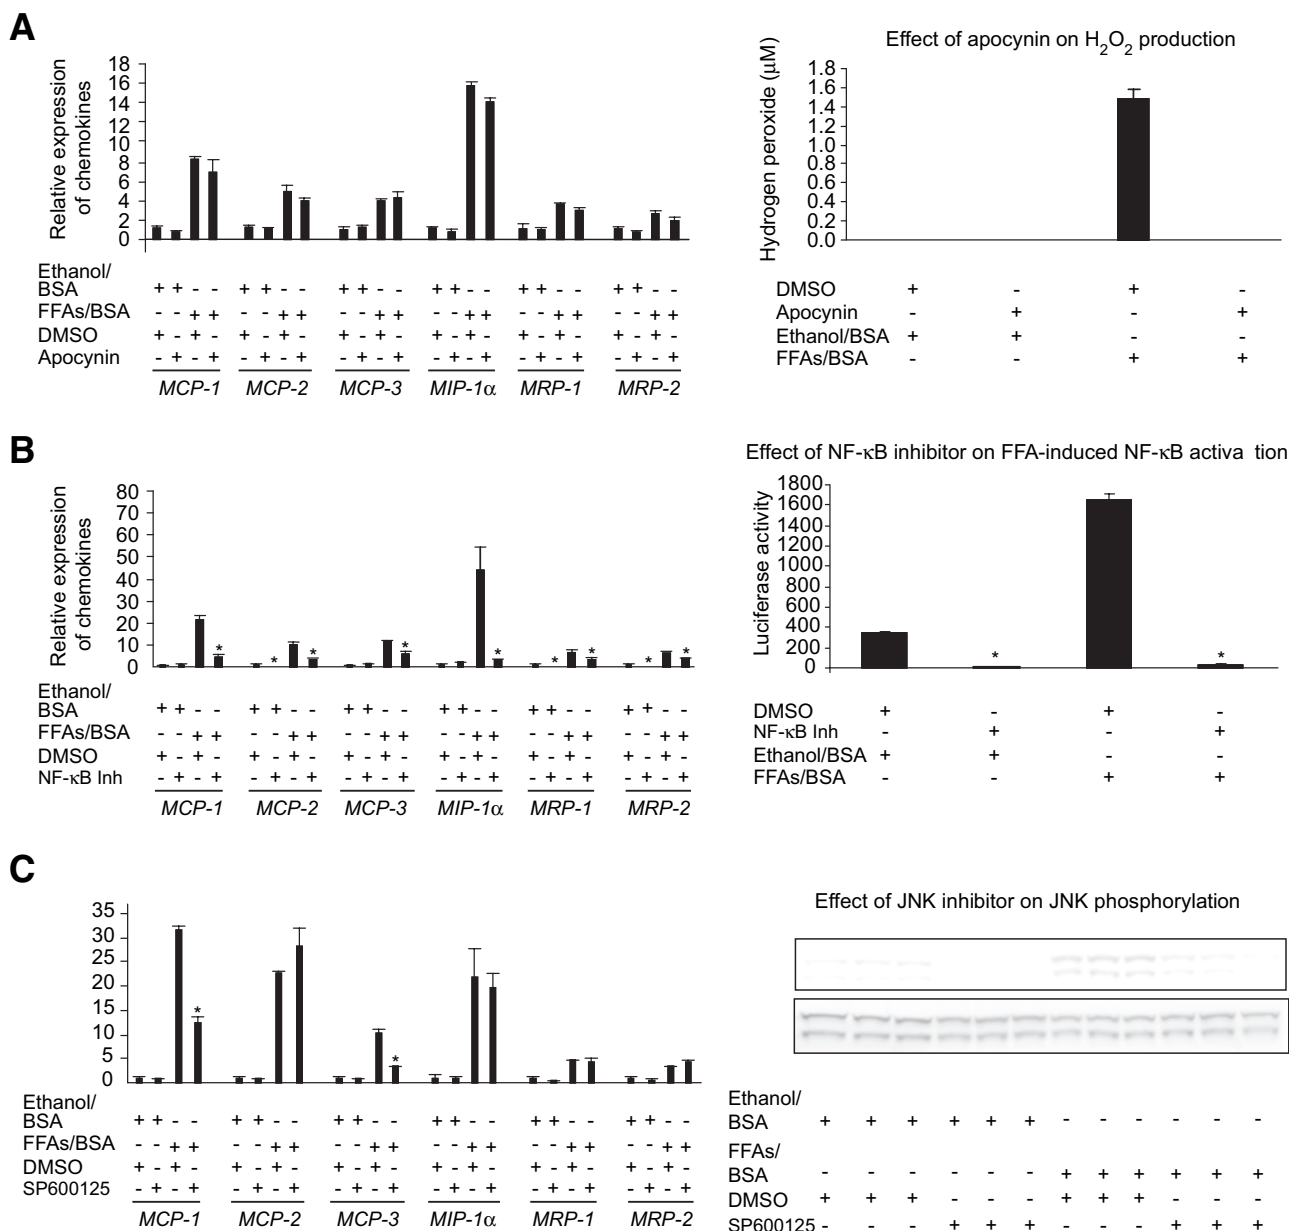 A
Effect of apocynin on H2O2 production
Relative expression
of chemokines
18
16
14
12
10
8
6
4
2
0
Hydrogen peroxide (μM)
1.8
1.6
1.4
1.2
1.0
0.8
0.6
0.4
0.2
0.0
Ethanol/
BSA + + - - + + - - + + - - + + - - + + - - + + - -
FFAs/BSA - - + + - - + + - - + + - - + + - - + + - - + +
DMSO + - + - + - + - + - + - + - + - + - + - + - + -
Apocynin - + - + - + - + - + - + - + - + - + - + - + - +
MCP-1 MCP-2 MCP-3 MIP-1α MRP-1 MRP-2
DMSO + - + -
Apocynin - + - +
Ethanol/BSA + + - -
FFAs/BSA - - + +
B
Effect of NF-κB inhibitor on FFA-induced NF-κB activa tion
Relative expression
of chemokines
80
70
60
50
40
30
20
10
0
* * * * * * * *
Luciferase activity
1800
1600
1400
1200
1000
800
600
400
200
0
* *
Ethanol/
BSA + + - - + + - - + + - - + + - - + + - - + + - -
FFAs/BSA - - + + - - + + - - + + - - + + - - + + - - + +
DMSO + - + - + - + - + - + - + - + - + - + - + - + -
NF-κB Inh - + - + - + - + - + - + - + - + - + - + - + - +
MCP-1 MCP-2 MCP-3 MIP-1α MRP-1 MRP-2
DMSO + - + -
NF-κB Inh - + - +
Ethanol/BSA + + - -
FFAs/BSA - - + +
C
Effect of JNK inhibitor on JNK phosphorylation
35
30
25
20
15
10
5
0
* *
Ethanol/
BSA + + - - + + - - + + - - + + - - + + - - + + - -
FFAs/BSA - - + + - - + + - - + + - - + + - - + + - - + +
DMSO + - + - + - + - + - + - + - + - + - + - + - + -
SP600125 - + - + - + - + - + - + - + - + - + - + - + - +
MCP-1 MCP-2 MCP-3 MIP-1α MRP-1 MRP-2
Ethanol/
BSA + + + + + + - - - - - -
FFAs/
BSA - - - - - - + + + + + +
DMSO + + + - - - + + + - - -
SP600125 - - - + + + - - - + + +